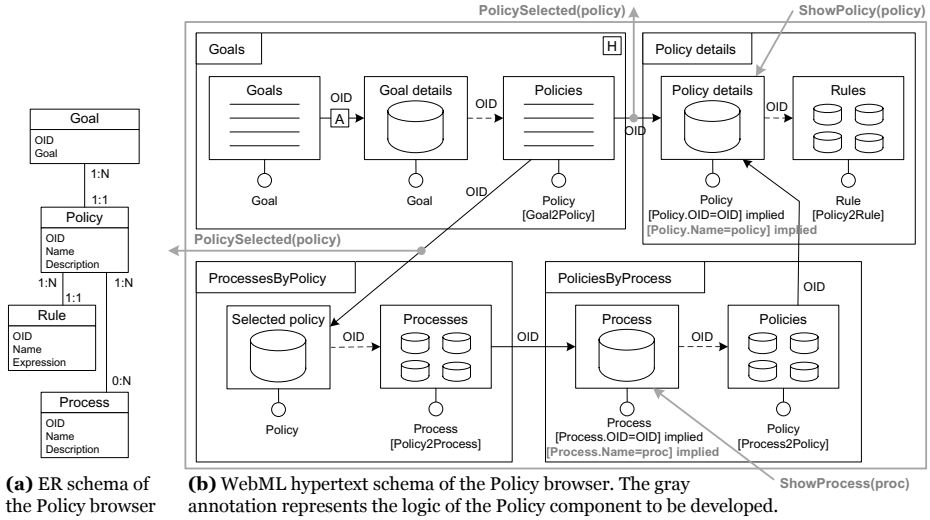 PolicySelected(policy)
ShowPolicy(policy)
Goals
H
Policy details
Goals
OID
A
Goal details
OID
Policies
OID
Policy details
OID
Rules
Goal
Goal
Policy
[Goal2Policy]
OID
Policy
[Policy.OID=OID] implied
[Policy.Name=policy] implied
Rule
[Policy2Rule]
PolicySelected(policy)
ProcessesByPolicy
PoliciesByProcess
OID
Selected policy
OID
Processes
OID
Process
OID
Policies
Policy
Process
[Policy2Process]
Process
[Process.OID=OID] implied
[Process.Name=proc] implied
Policy
[Process2Policy]
ShowProcess(proc)
Goal
OID
Goal
1:N
1:1
Policy
OID
Name
Description
1:N
1:N
1:1
Rule
OID
Name
Expression
0:N
Process
OID
Name
Description
(a) ER schema of
the Policy browser
(b) WebML hypertext schema of the Policy browser. The gray
annotation represents the logic of the Policy component to be developed.